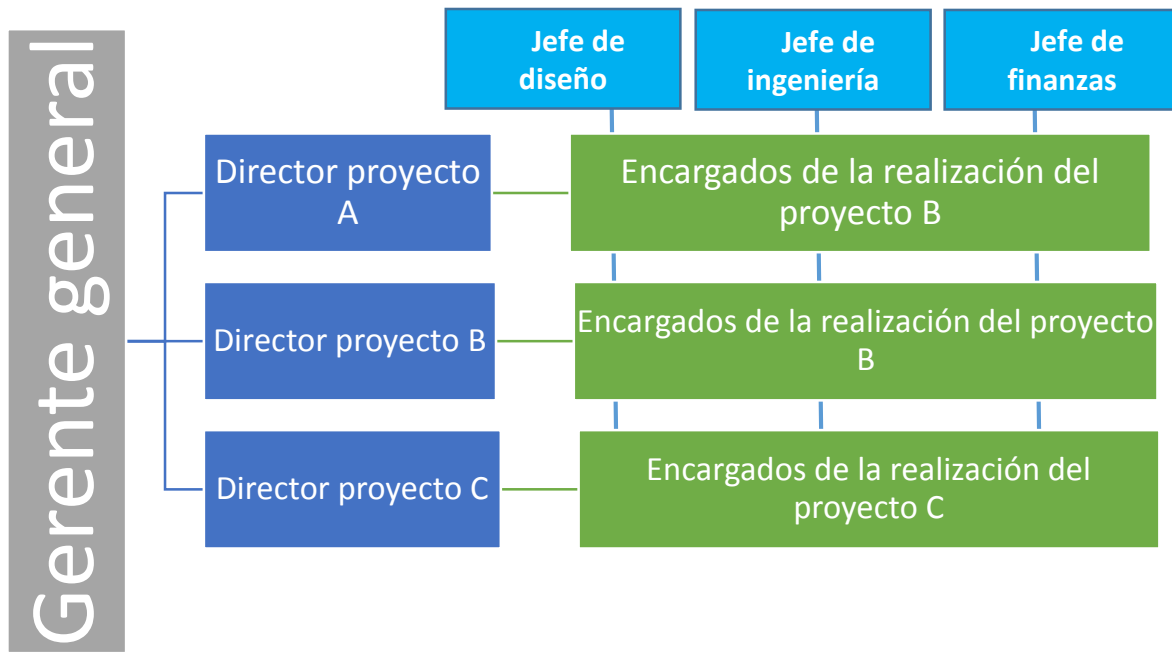 Gerente general
Jefe de
diseño
Jefe de
ingeniería
Jefe de
finanzas
Director proyecto
A
Encargados de la realización del
proyecto B
Director proyecto B
Encargados de la realización del proyecto
B
Director proyecto C
Encargados de la realización del
proyecto C